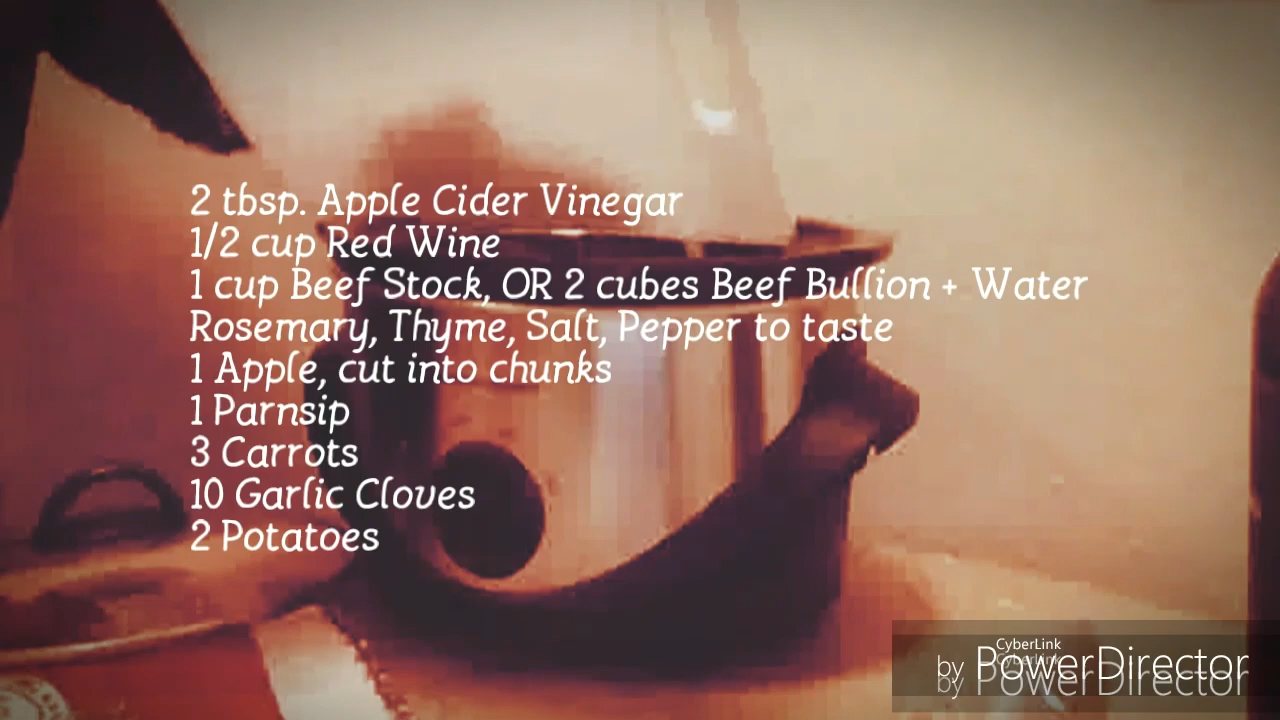 2 tbsp. Apple Cider Vinegar
1/2 cup Red Wine
1 cup Beef Stock, OR 2 cubes Beef Bullion + Water
Rosemary, Thyme, Salt, Pepper to taste
1 Apple, cut into chunks
1 Parnsip
3 Carrots
10 Garlic Cloves
2 Potatoes
CyberLink
by PowerDirector